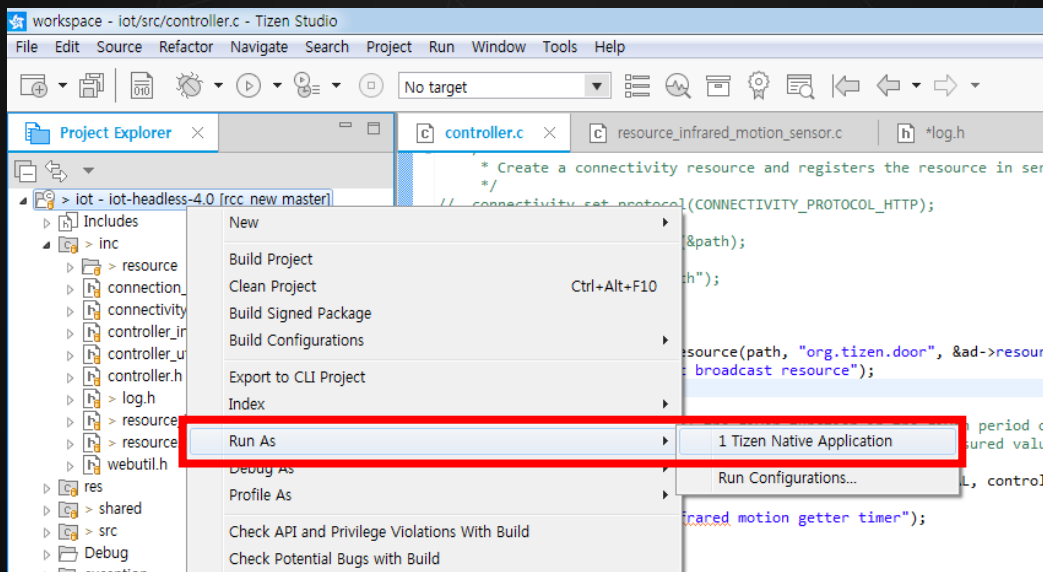 workspace - iot/src/controller.c - Tizen Studio
File Edit Source Refactor Navigate Search Project Run Window Tools Help
010
No target
Project Explorer
c controller.c
c resource_infrared_motion_sensor.c
h *log.h
> iot - iot-headless-4.0 [rcc new master]
Includes
> inc
> resource
connection_
connectivity
controller_in
controller_u
controller.h
> log.h
> resource_
> resource
webutil.h
res
> shared
> src
Debug
New
Build Project
Clean Project Ctrl+Alt+F10
Build Signed Package
Build Configurations
Export to CLI Project
Index
Run As
Debug As
Profile As
Check API and Privilege Violations With Build
Check Potential Bugs with Build
1 Tizen Native Application
Run Configurations...
* Create a connectivity resource and registers the resource in ser
*/
// connectivity_set_protocol(CONNECTIVITY_PROTOCOL_HTTP);
(&path);
th");
esource(path, "org.tizen.door", &ad->resour
broadcast resource");
period
sured valu
L, control
frared motion getter timer");